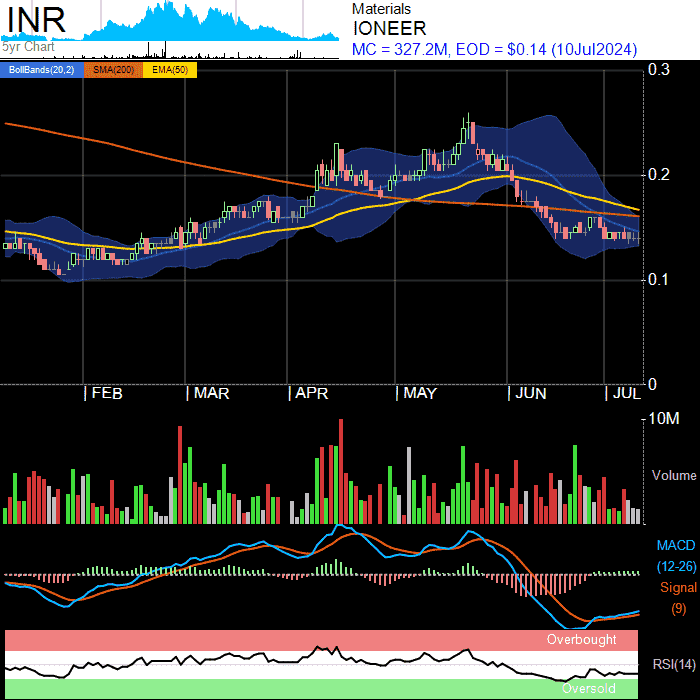 INR
5yr Chart
Materials
IONEER
MC = 327.2M, EOD = $0.14 (10Jul2024)
BollBands(20,2) SMA(200) EMA(50)
0.3
0.2
0.1
0
| FEB | MAR | APR | MAY | JUN | JUL
10M
Volume
MACD
(12-26)
Signal
(9)
Overbought
RSI(14)
Oversold